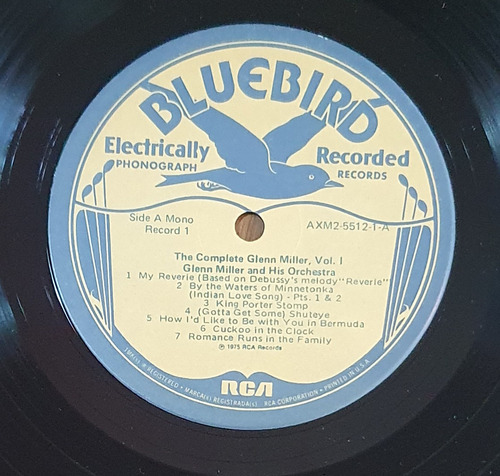 BLUEBIRD
Electrically Recorded
PHONOGRAPH RECORDS
Side A Mono AXM2-5512-1-A
Record 1
The Complete Glenn Miller, Vol. I
Glenn Miller and His Orchestra
1 My Reverie (Based on Debussy's melody "Reverie"
2 By the Waters of Minnetonka
(Indian Love Song) - Pts. 1 & 2
3 King Porter Stomp
4 (Gotta Get Some) Shuteye
5 How I'd Like to Be with You in Bermuda
6 Cuckoo in the Clock
7 Romance Runs in the Family
℗ 1975 RCA Records
RCA
TMK(s) ® REGISTERED • MARCA(s) REGISTRADA(s) • RCA CORPORATION • PRINTED IN U.S.A.